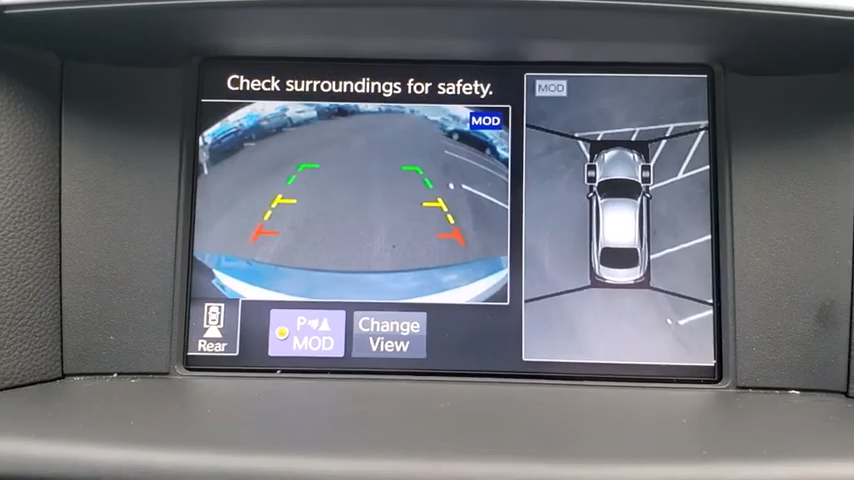 Check surroundings for safety.
MOD
MOD
Rear
P
MOD
Change
View